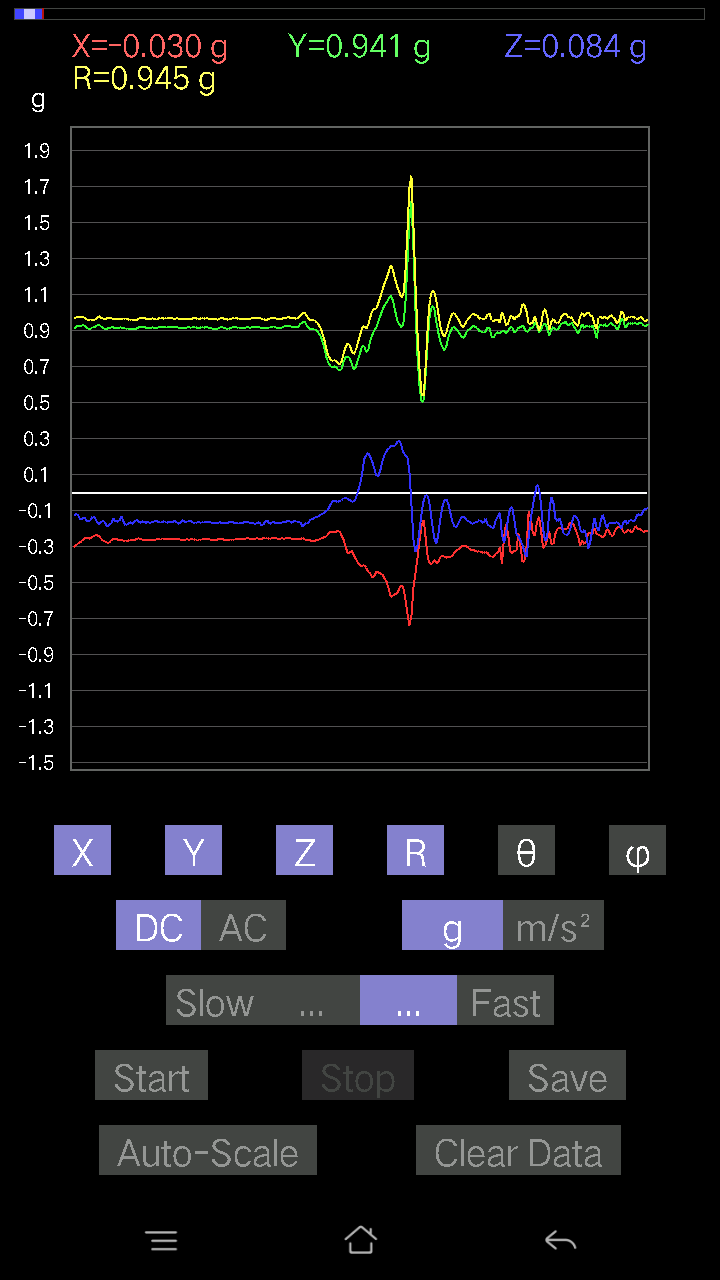 X=-0.030 g Y=0.941 g Z=0.084 g
R=0.945 g
g
1.9
1.7
1.5
1.3
1.1
0.9
0.7
0.5
0.3
0.1
-0.1
-0.3
-0.5
-0.7
-0.9
-1.1
-1.3
-1.5
X Y Z R θ φ
DC AC g m/s²
Slow ... ... Fast
Start Stop Save
Auto-Scale Clear Data